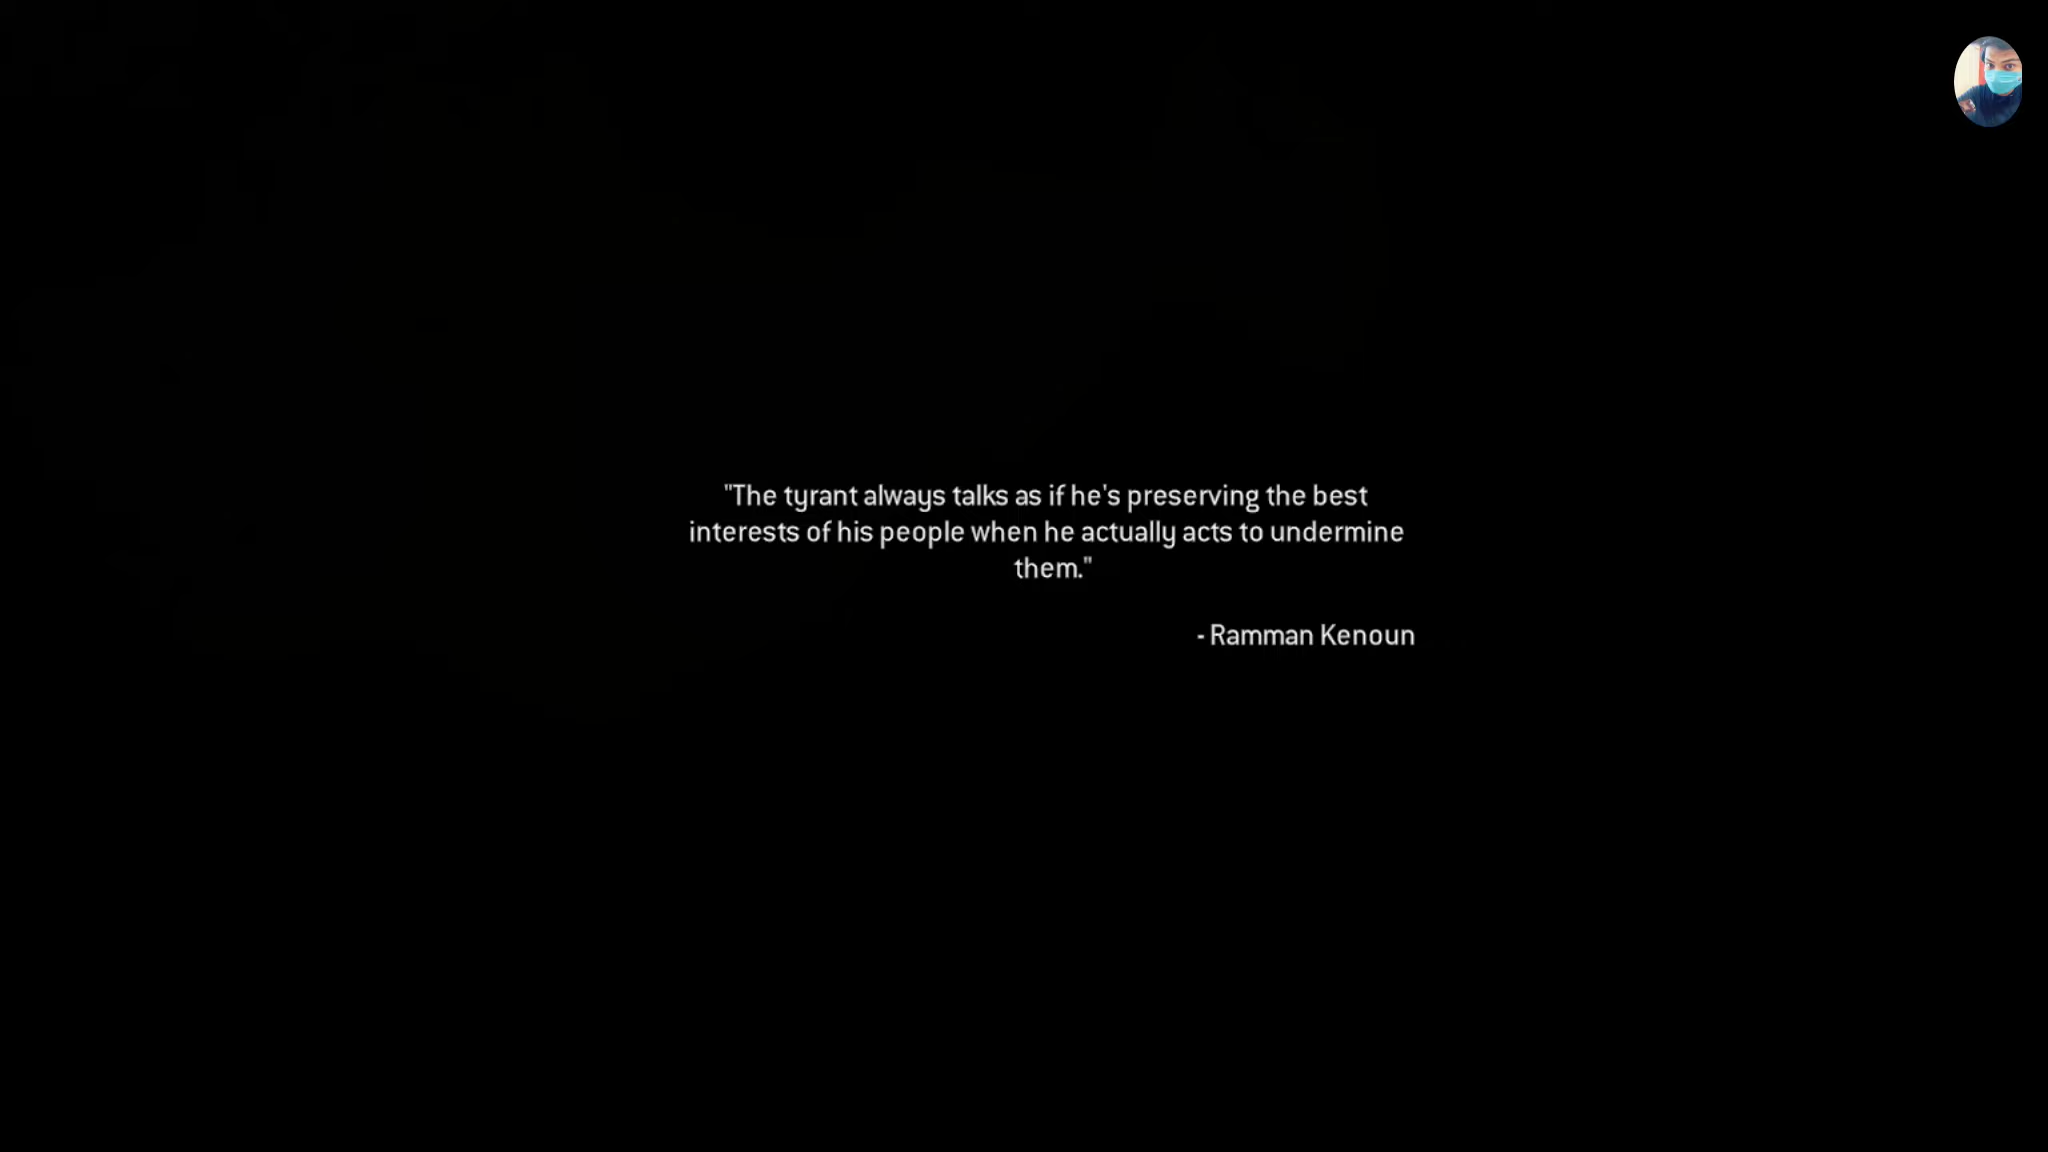 "The tyrant always talks as if he's preserving the best
interests of his people when he actually acts to undermine
them."
- Ramman Kenoun